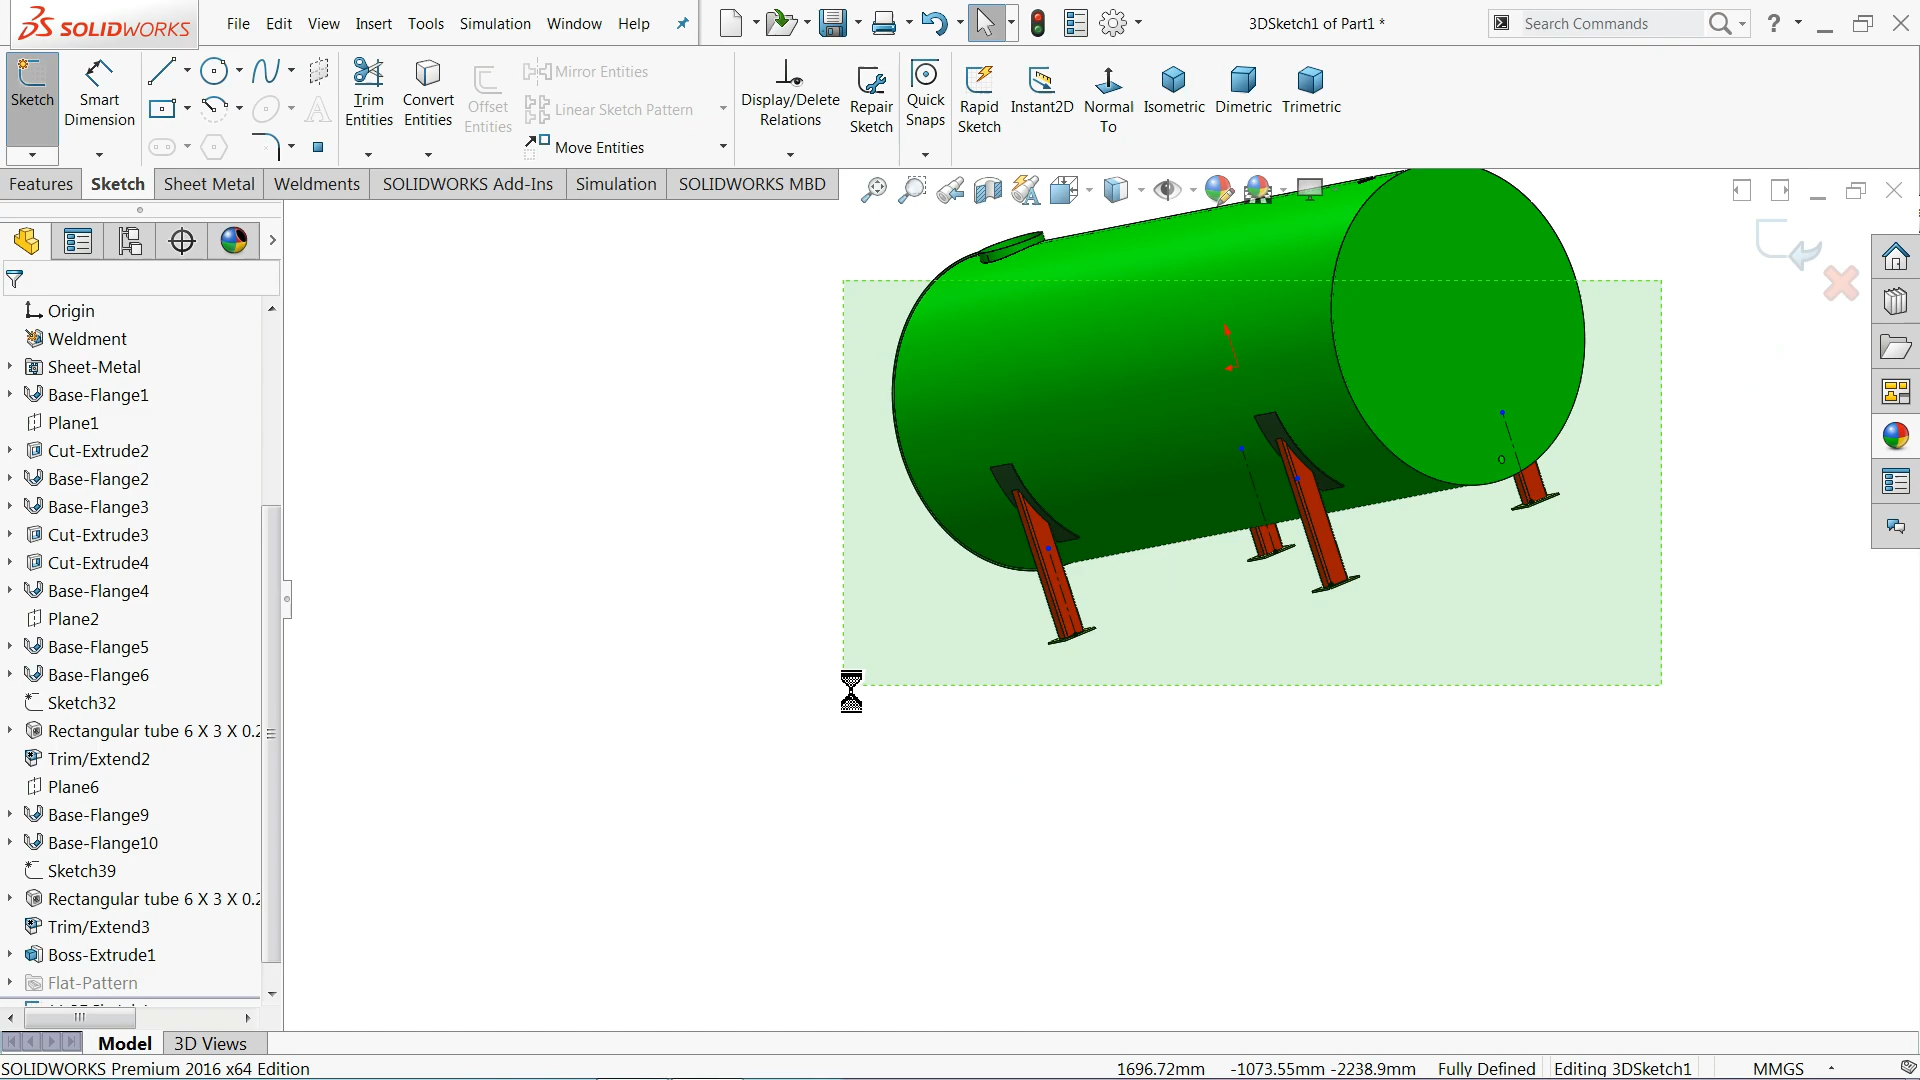 SOLIDWORKS
File Edit View Insert Tools Simulation Window Help
3DSketch1 of Part1 *
Search Commands
?
Sketch
Smart Dimension
Trim Entities
Convert Entities
Offset Entities
Mirror Entities
Linear Sketch Pattern
Move Entities
Display/Delete Relations
Repair Sketch
Quick Snaps
Rapid Sketch
Instant2D
Normal To
Isometric
Dimetric
Trimetric
Features Sketch Sheet Metal Weldments SOLIDWORKS Add-Ins Simulation SOLIDWORKS MBD
Origin
Weldment
Sheet-Metal
Base-Flange1
Plane1
Cut-Extrude2
Base-Flange2
Base-Flange3
Cut-Extrude3
Cut-Extrude4
Base-Flange4
Plane2
Base-Flange5
Base-Flange6
Sketch32
Rectangular tube 6 X 3 X 0.2
Trim/Extend2
Plane6
Base-Flange9
Base-Flange10
Sketch39
Rectangular tube 6 X 3 X 0.2
Trim/Extend3
Boss-Extrude1
Flat-Pattern
Model 3D Views
SOLIDWORKS Premium 2016 x64 Edition
1696.72mm -1073.55mm -2238.9mm Fully Defined Editing 3DSketch1 MMGS